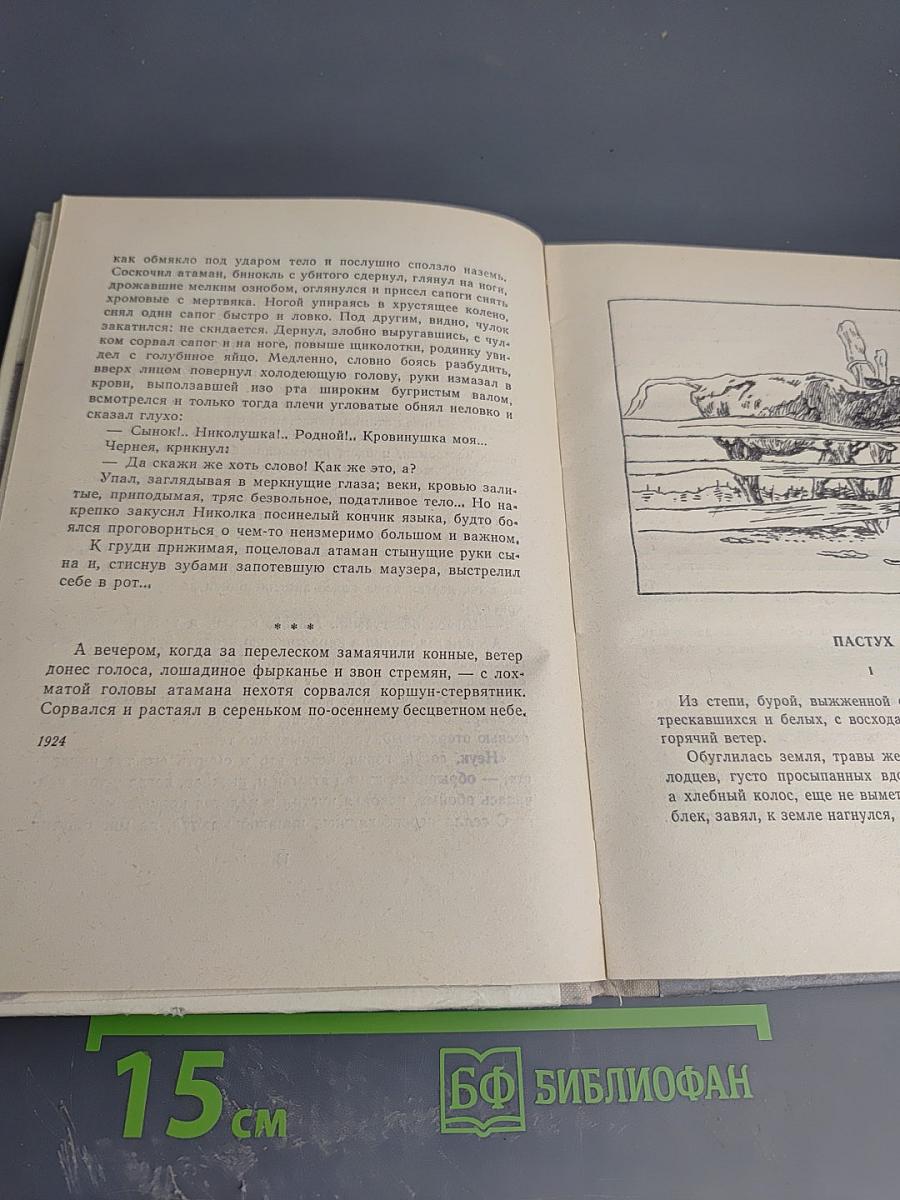 как обмякло под ударом тело и послушно сползло наземь.
Соскочил атаман, бинокль с убитого сдернул, глянул на ноги,
дрожавшие мелким ознобом, оглянулся и присел сапоги снять
хромовые с мертвяка. Ногой упираясь в хрустящее колено,
снял один сапог быстро и ловко. Под другим, видно, чулок
закатился: не скидается. Дернул, злобно выругавшись, с чул-
ком сорвал сапог и на ноге, повыше щиколотки, родинку уви-
дел с голубиное яйцо. Медленно, словно боясь разбудить,
вверх лицом повернул холодеющую голову, руки измазал в
крови, выползавшей изо рта широким бугристым валом,
всмотрелся и только тогда плечи угловатые обнял неловко и
сказал глухо:
— Сынок!.. Николушка!.. Родной!.. Кровинушка моя...
Чернея, крикнул:
— Да скажи же хоть слово! Как же это, а?
Упал, заглядывая в меркнущие глаза; веки, кровью зали-
тые, приподымая, тряс безвольное, податливое тело... Но на-
крепко закусил Николка посинелый кончик языка, будто бо-
ялся проговориться о чем-то неизмеримо большом и важном.
К груди прижимая, поцеловал атаман стынущие руки сы-
на и, стиснув зубами запотевшую сталь маузера, выстрелил
себе в рот...
* * *
А вечером, когда за перелеском замаячили конные, ветер
донес голоса, лошадиное фырканье и звон стремян, — с лох-
матой головы атамана нехотя сорвался коршун-стервятник.
Сорвался и растаял в сереньком по-осеннему бесцветном небе.
1924
ПАСТУХ
I
Из степи, бурой, выжженной
трескавшихся и белых, с восхода
горячий ветер.
Обуглилась земля, травы
лодцев, густо просыпанных
а хлебный колос, еще не
блек, завял, к земле нагнулся,
15 см
БФ БИБЛИОФАН